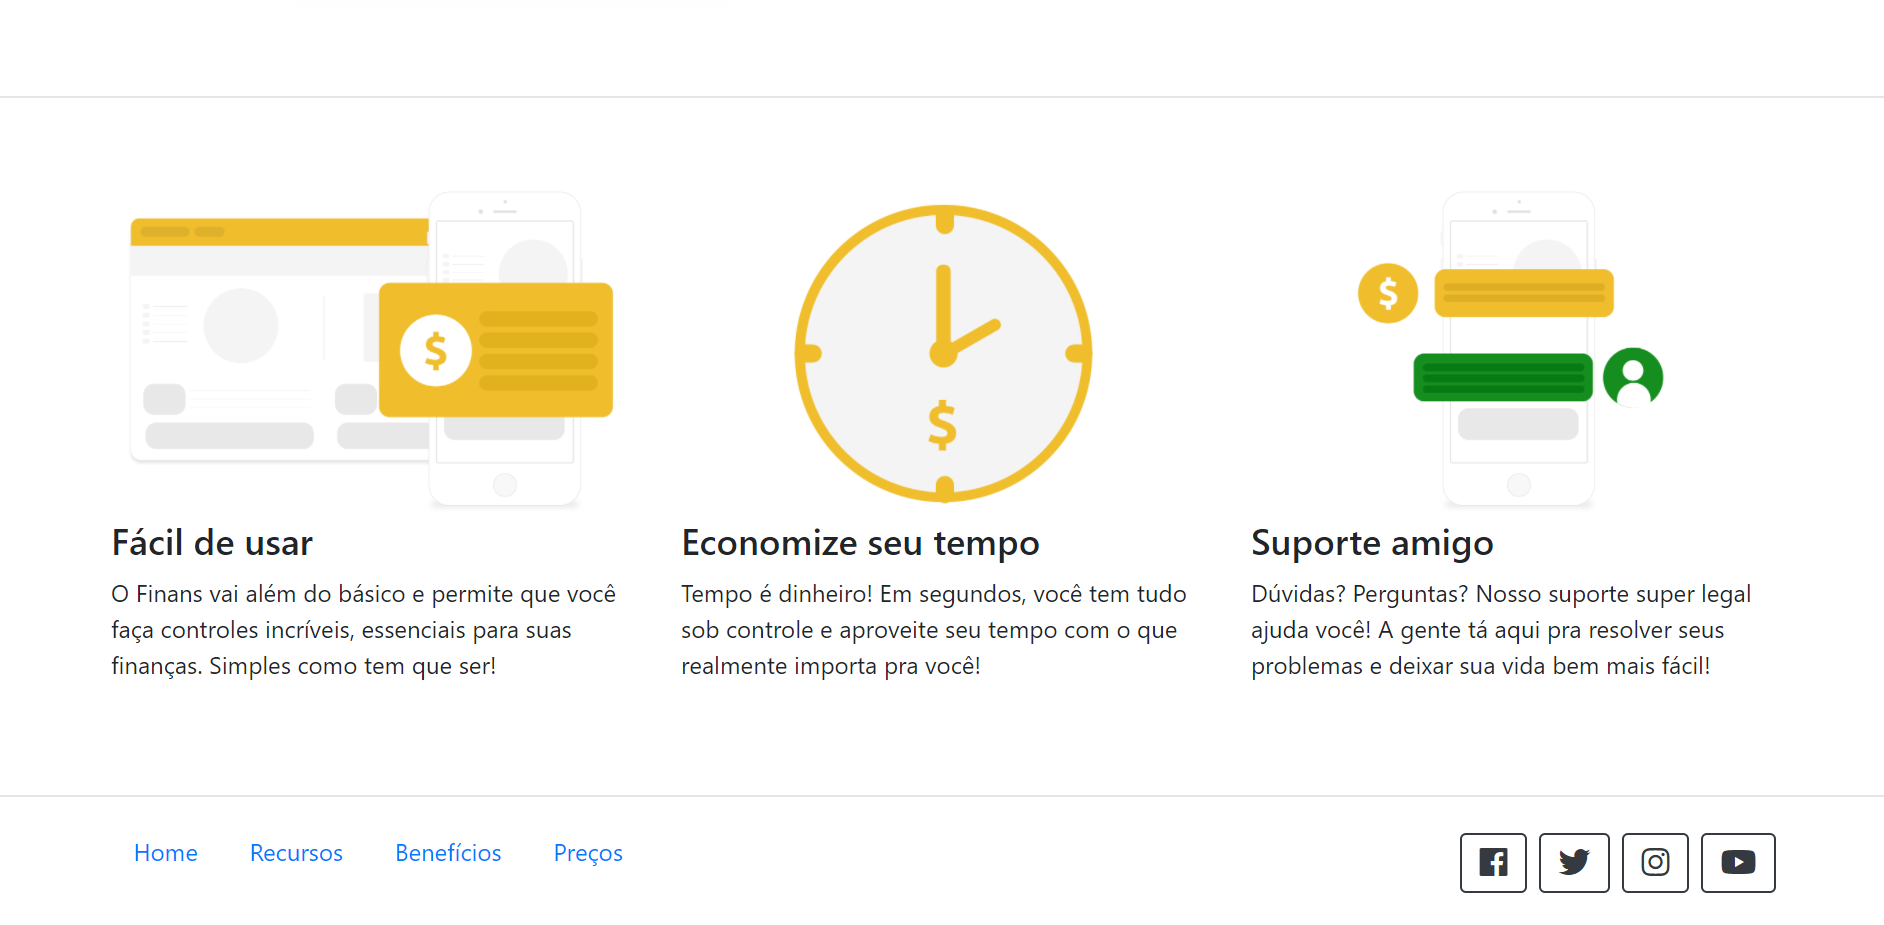 $
$
$
Fácil de usar
O Finans vai além do básico e permite que você
faça controles incríveis, essenciais para suas
finanças. Simples como tem que ser!
Economize seu tempo
Tempo é dinheiro! Em segundos, você tem tudo
sob controle e aproveite seu tempo com o que
realmente importa pra você!
Suporte amigo
Dúvidas? Perguntas? Nosso suporte super legal
ajuda você! A gente tá aqui pra resolver seus
problemas e deixar sua vida bem mais fácil!
Home Recursos Benefícios Preços